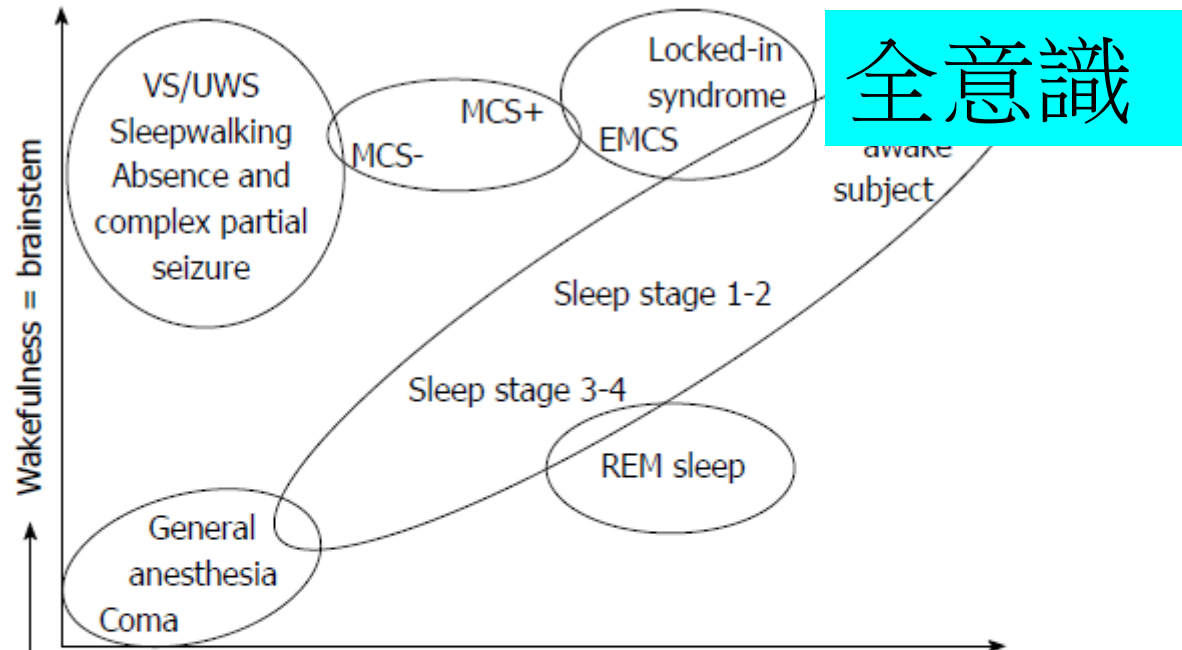 VS/UWS
Sleepwalking
Absence and
complex partial
seizure
MCS+
MCS-
Locked-in
syndrome
EMCS
全意識
awake
subject
Sleep stage 1-2
Sleep stage 3-4
REM sleep
General
anesthesia
Coma
Wakefulness = brainstem